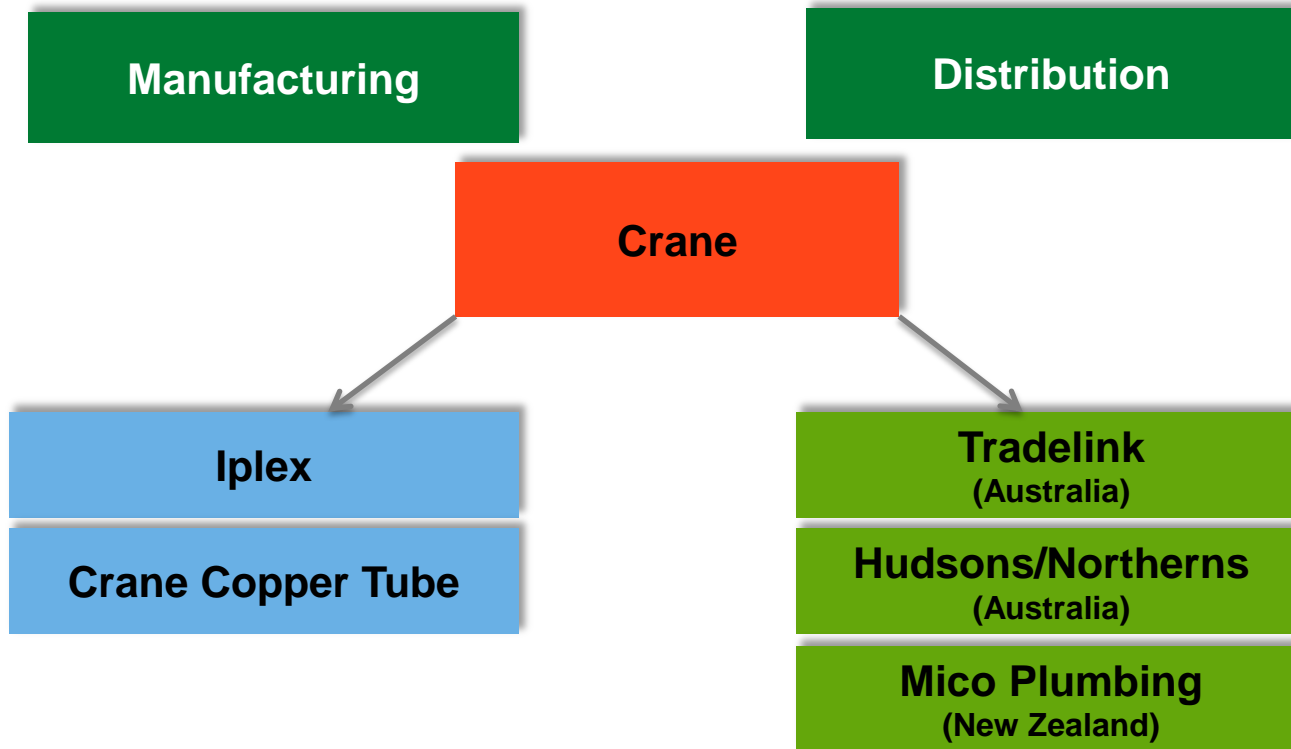 Manufacturing
Distribution
Crane
Iplex
Crane Copper Tube
Tradelink
(Australia)
Hudsons/Northerns
(Australia)
Mico Plumbing
(New Zealand)